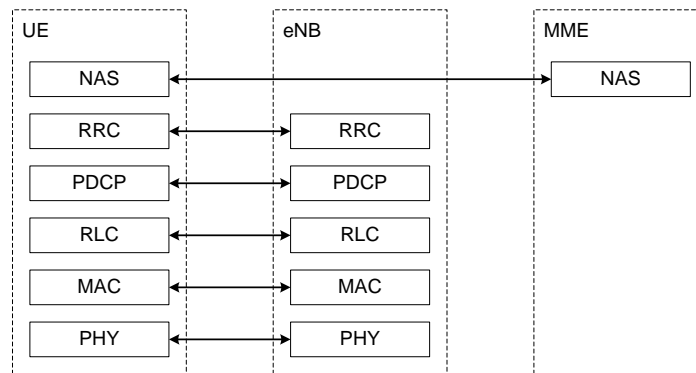 UE eNB MME
NAS NAS
RRC RRC
PDCP PDCP
RLC RLC
MAC MAC
PHY PHY